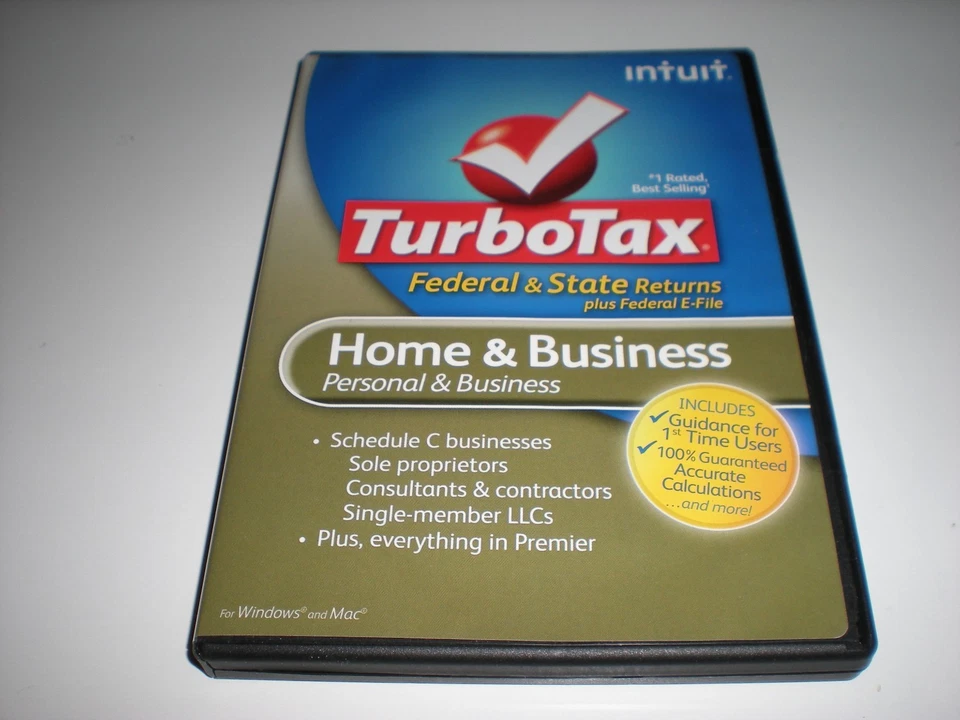 intuit.
#1 Rated,
Best Selling¹
TurboTax®
Federal & State Returns
plus Federal E-File
Home & Business
Personal & Business
INCLUDES
Guidance for
1st Time Users
100% Guaranteed
Accurate
Calculations
...and more!
• Schedule C businesses
Sole proprietors
Consultants & contractors
Single-member LLCs
• Plus, everything in Premier
For Windows® and Mac®